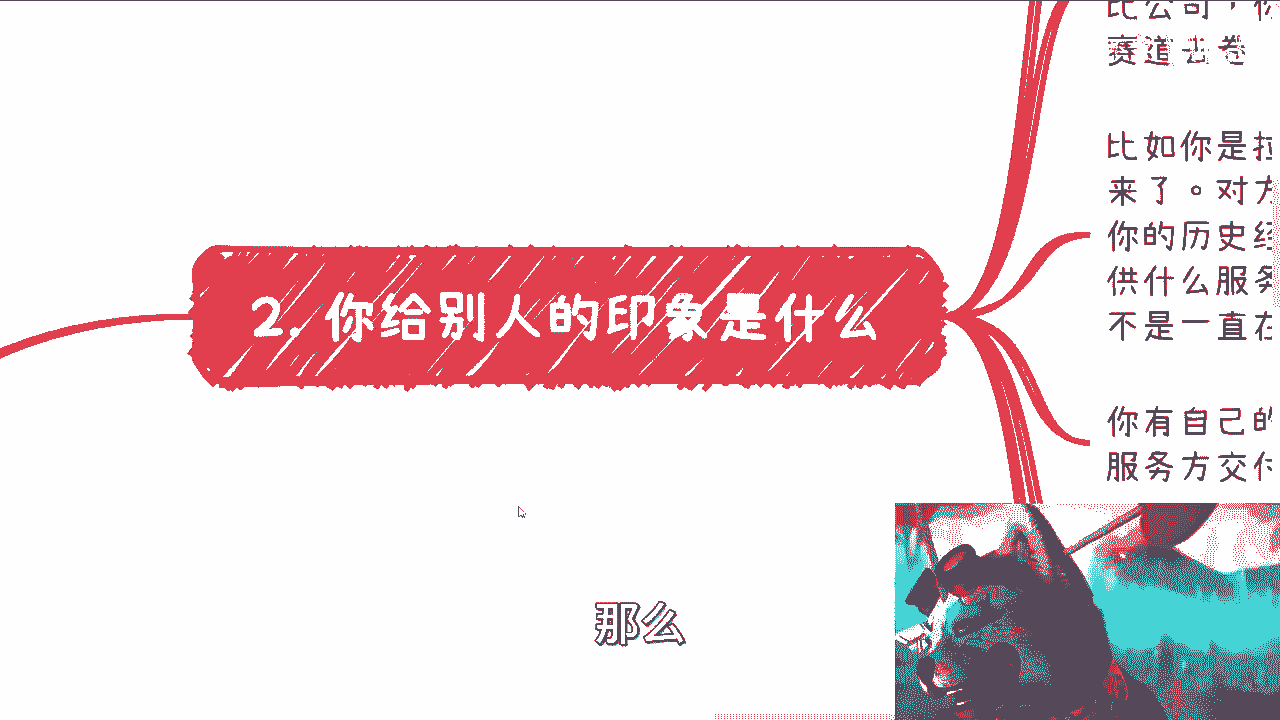 比公司，你
赛道去卷
比如你是拉
来了。对方
你的历史经
供什么服务
不是一直在
2. 你给别人的印象是什么
你有自己的
服务方交付
那么